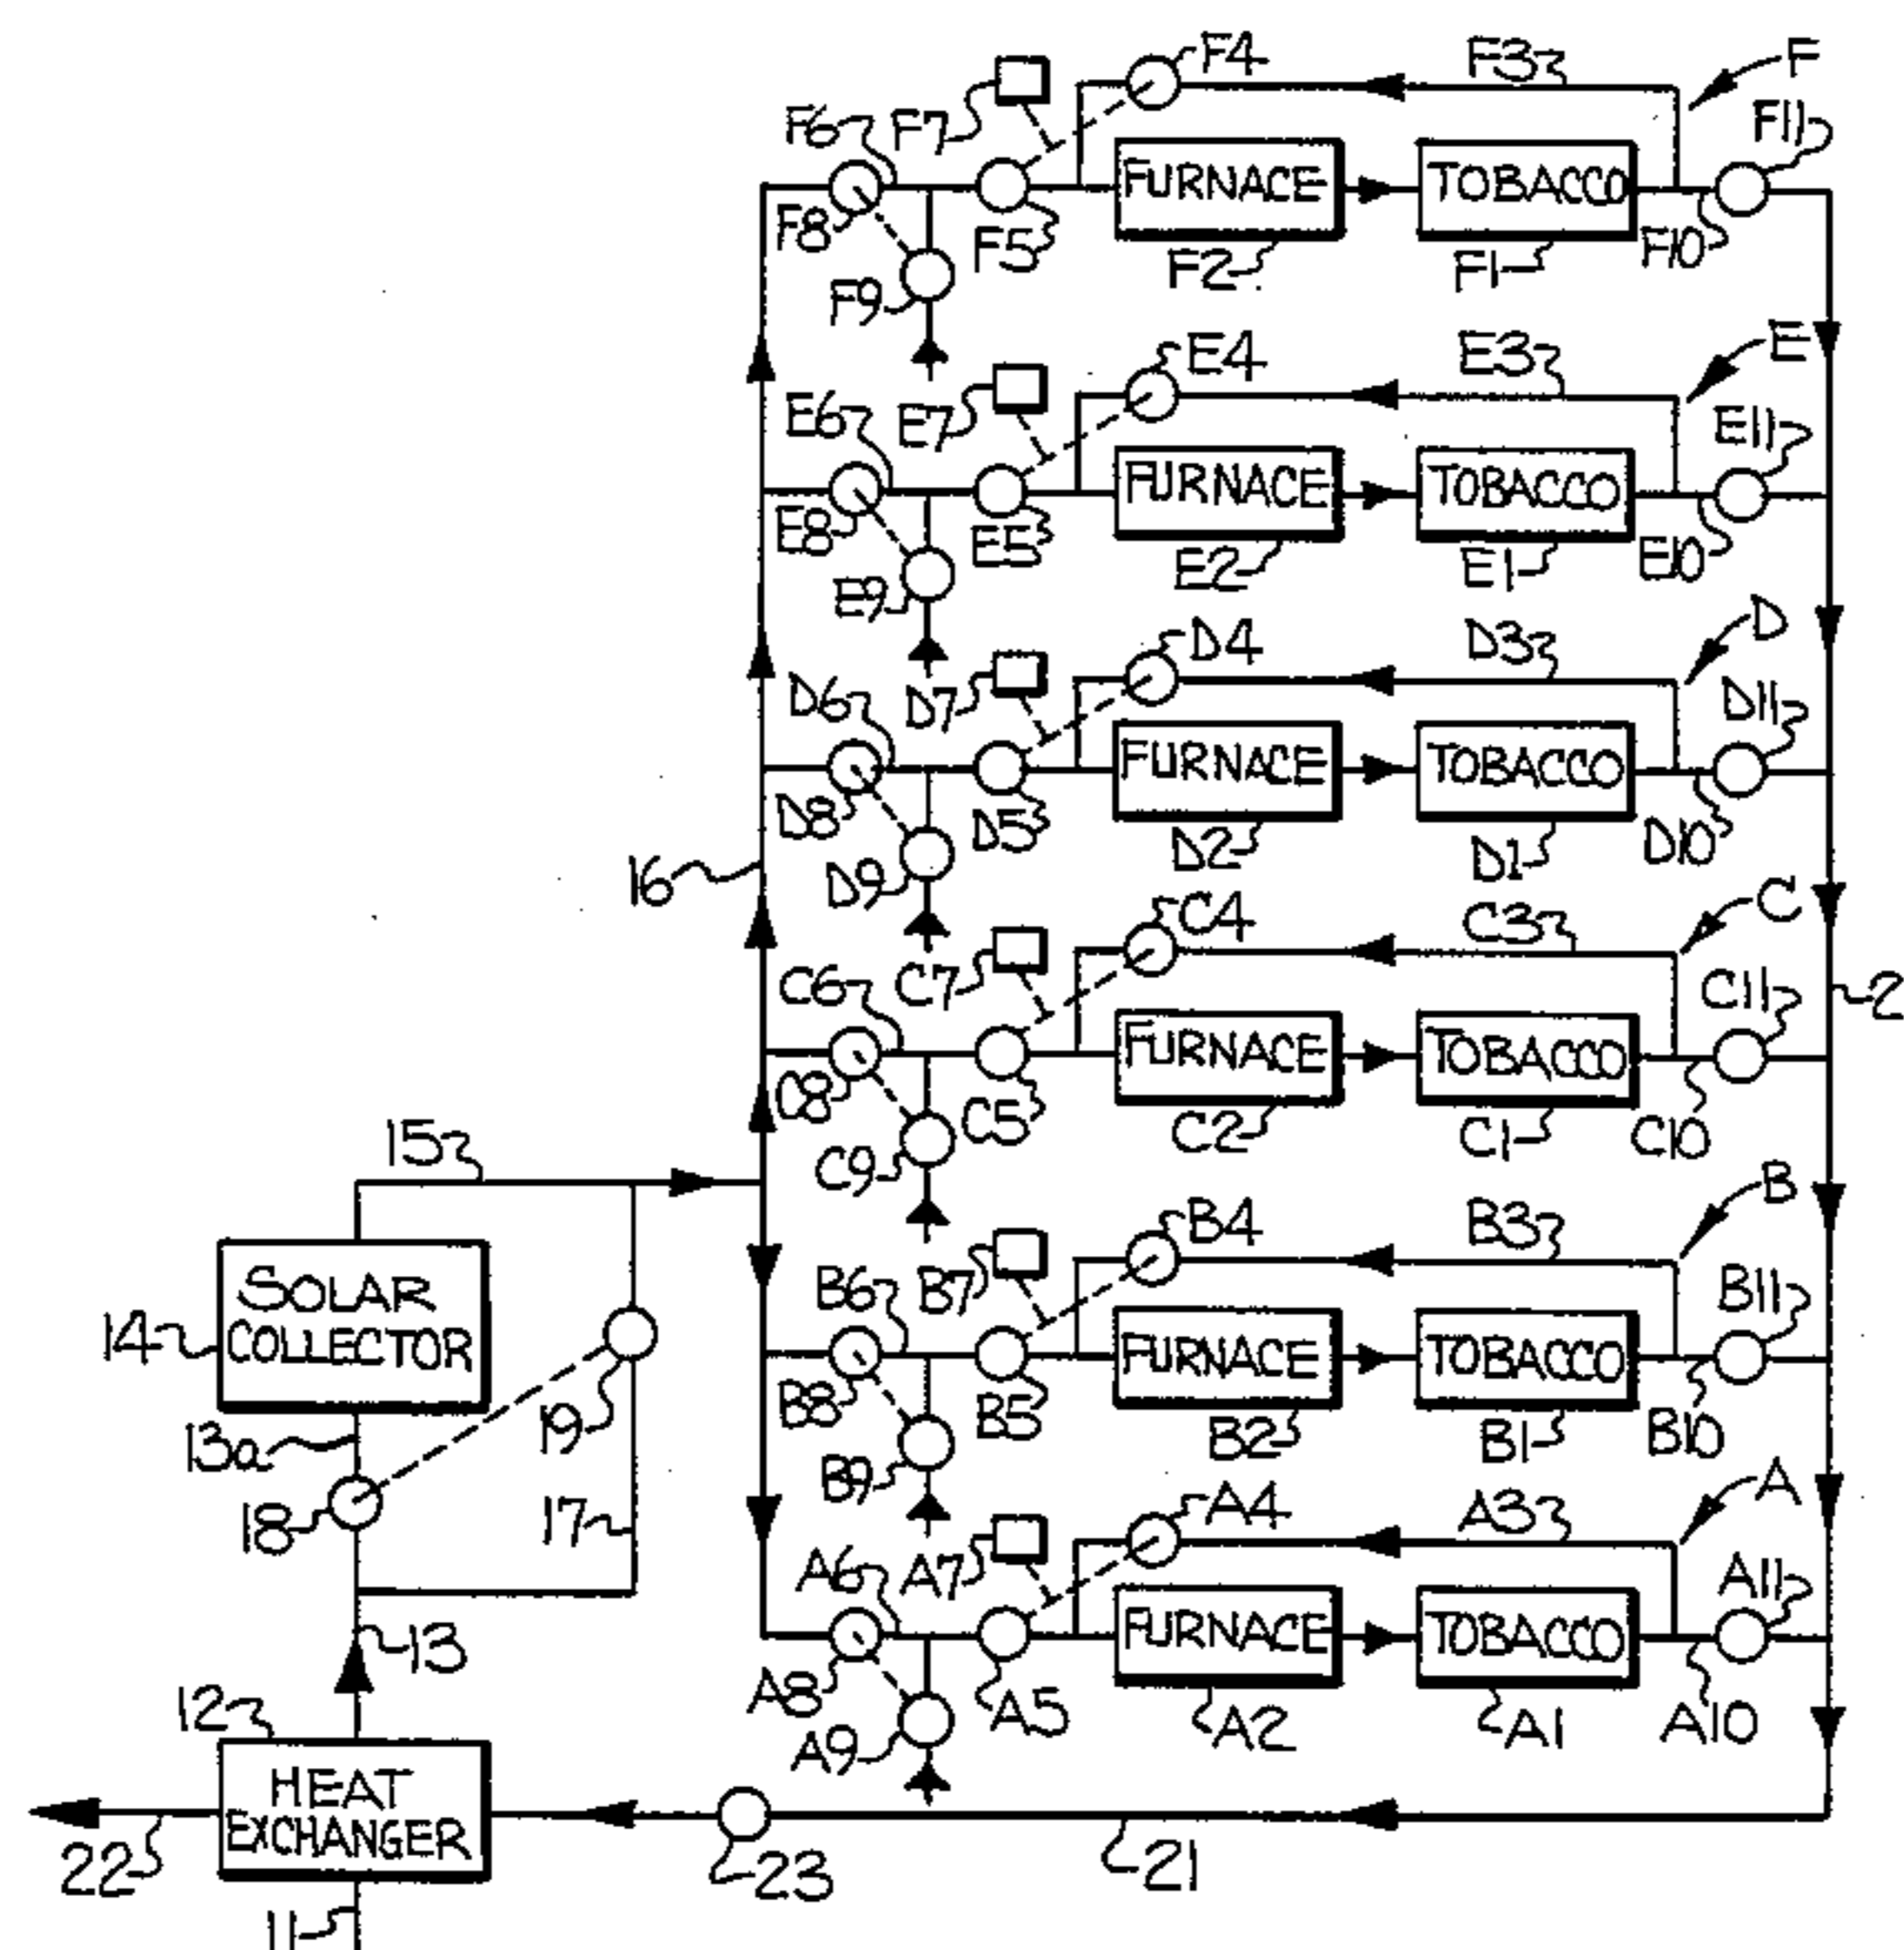 F4 F3 F
F7 F6 F11
FURNACE TOBACCO
F8 F5 F2 F1 F10
F9
E4 E3 E
E7 E6 E11
FURNACE TOBACCO
E8 E5 E2 E1 E10
E9
D4 D3 D
D7 D6 D11
FURNACE TOBACCO
D8 D5 D2 D1 D10
16 D9
C4 C3 C
C7 C6 C11 2
FURNACE TOBACCO
C8 C5 C2 C1 C10
15 C9
B4 B3 B
B7 B6 B11
SOLAR
COLLECTOR
14
FURNACE TOBACCO
B8 B5 B2 B1 B10
13a 19 B9
18 17
A4 A3 A
A7 A6 A11
FURNACE TOBACCO
13
A8 A5 A2 A1 A10
12 A9
HEAT
EXCHANGER
22 23 21
11